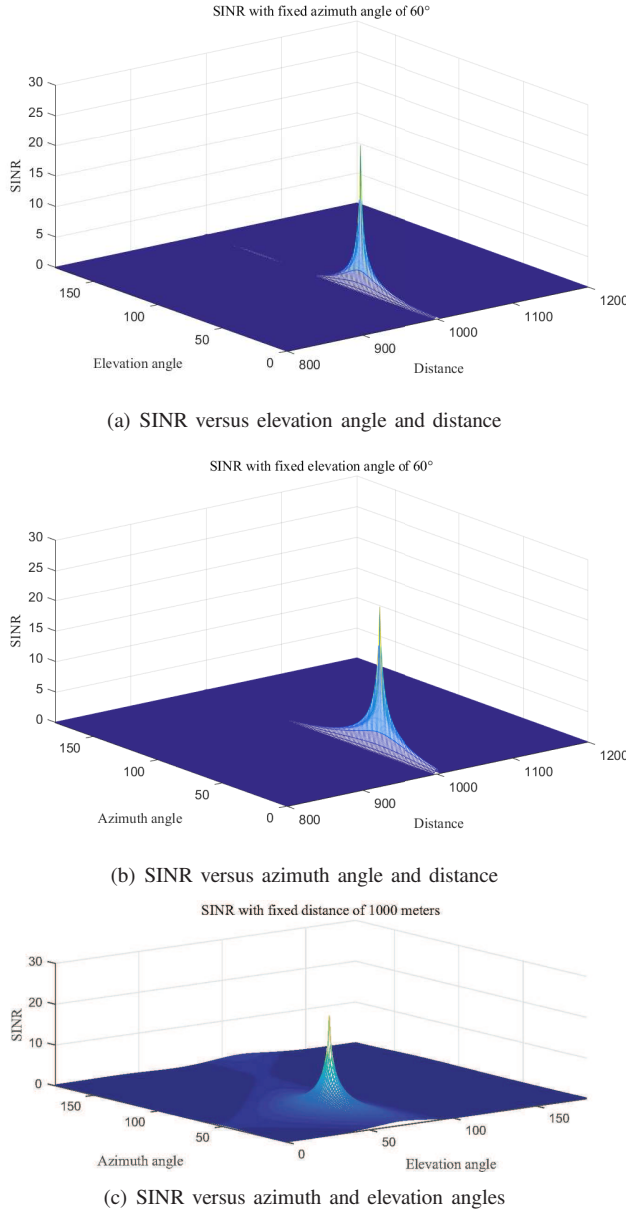 SINR with fixed azimuth angle of 60°
30
25
20
15
10
5
0
SINR
150
100
50
0
Elevation angle
800
900
1000
1100
1200
Distance
(a) SINR versus elevation angle and distance
SINR with fixed elevation angle of 60°
30
25
20
15
10
5
0
SINR
150
100
50
0
Azimuth angle
800
900
1000
1100
1200
Distance
(b) SINR versus azimuth angle and distance
SINR with fixed distance of 1000 meters
30
20
10
0
SINR
150
100
50
Azimuth angle
0
50
100
150
Elevation angle
(c) SINR versus azimuth and elevation angles